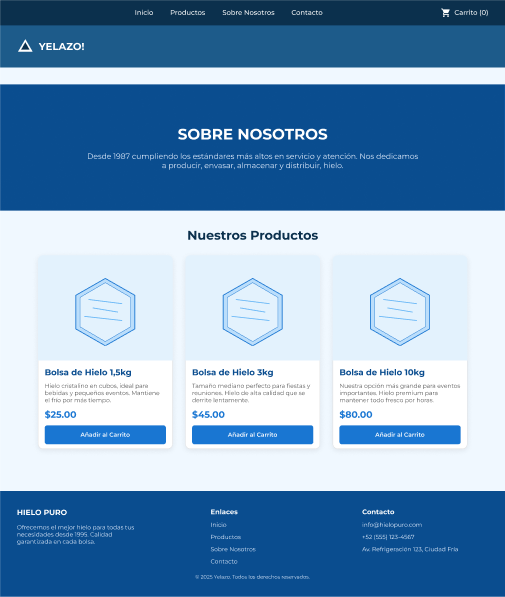 Inicio Productos Sobre Nosotros Contacto Carrito (0)
YELAZO!
SOBRE NOSOTROS
Desde 1987 cumpliendo los estándares más altos en servicio y atención. Nos dedicamos
a producir, envasar, almacenar y distribuir, hielo.
Nuestros Productos
Bolsa de Hielo 1,5kg
Hielo cristalino en cubos, ideal para
bebidas y pequeños eventos. Mantiene
el frío por más tiempo.
$25.00
Añadir al Carrito
Bolsa de Hielo 3kg
Tamaño mediano perfecto para fiestas y
reuniones. Hielo de alta calidad que se
derrite lentamente.
$45.00
Añadir al Carrito
Bolsa de Hielo 10kg
Nuestra opción más grande para eventos
importantes. Hielo premium para
mantener todo fresco por horas.
$80.00
Añadir al Carrito
HIELO PURO
Ofrecemos el mejor hielo para todas tus
necesidades desde 1995. Calidad
garantizada en cada bolsa.
Enlaces
Inicio
Productos
Sobre Nosotros
Contacto
Contacto
info@hielopuro.com
+52 (555) 123-4567
Av. Refrigeración 123, Ciudad Fría
© 2025 Yelazo. Todos los derechos reservados.